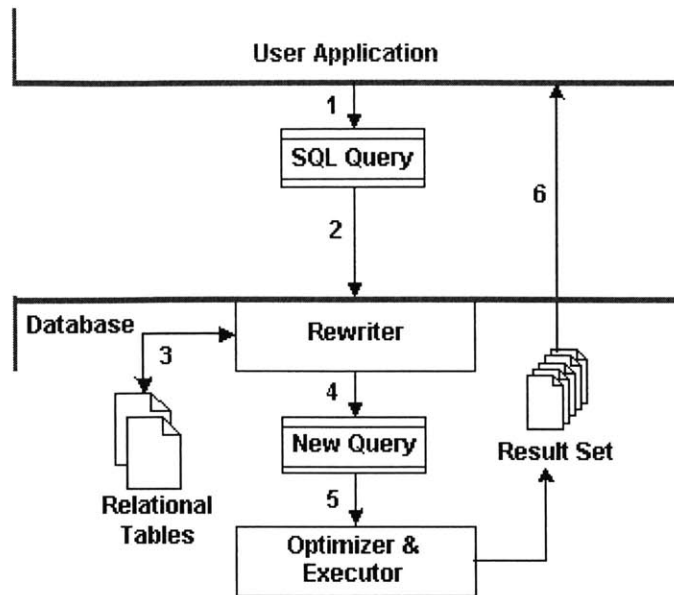 User Application
1
SQL Query
2
6
Database
Rewriter
3
4
New Query
Result Set
Relational
Tables
5
Optimizer &
Executor